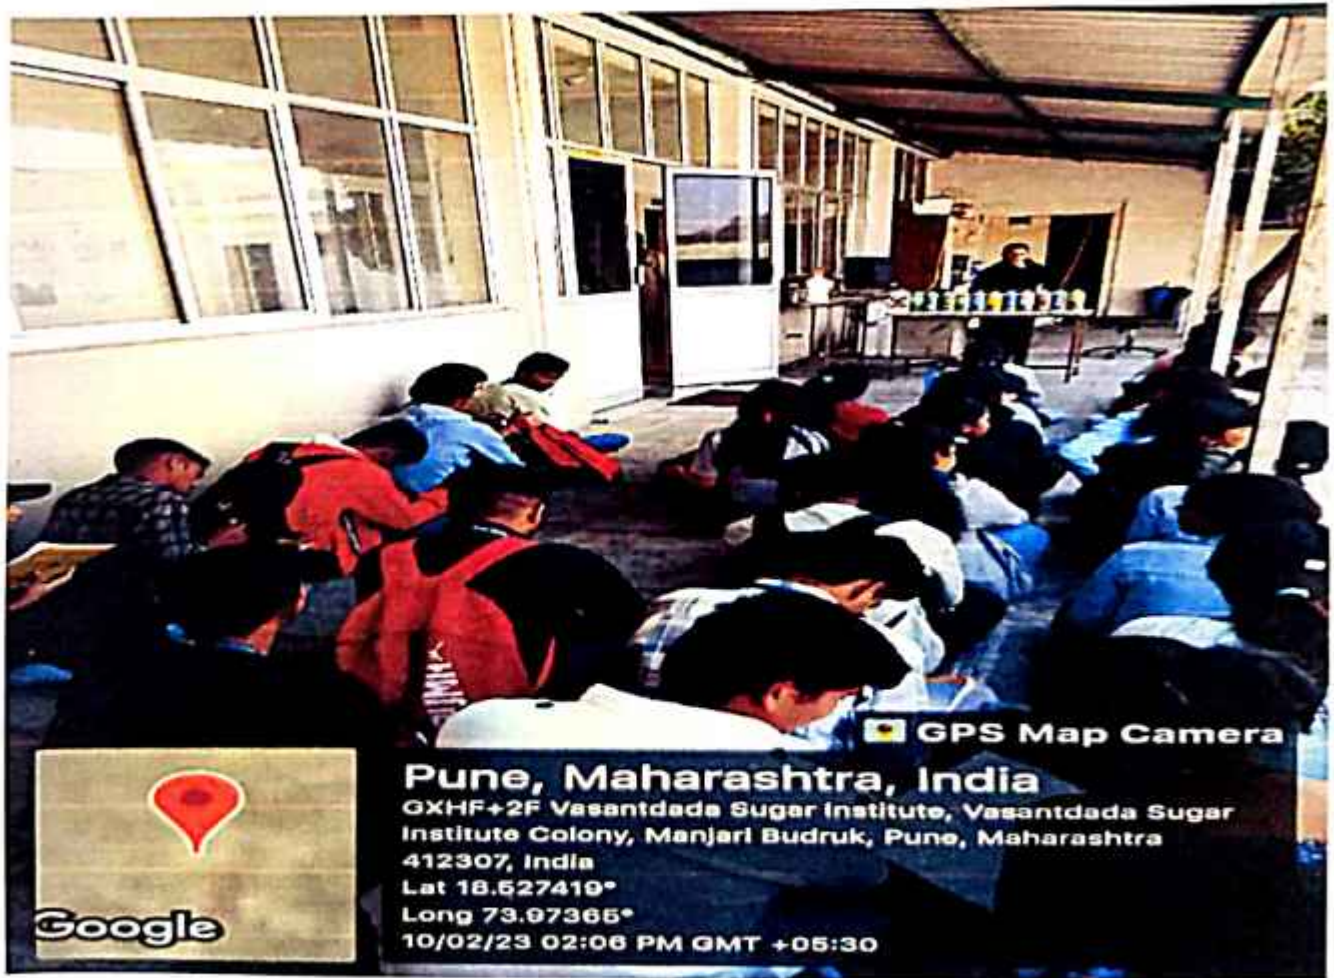 GPS Map Camera
Pune, Maharashtra, India
GXHF+2F Vasantdada Sugar Institute, Vasantdada Sugar
Institute Colony, Manjari Budruk, Pune, Maharashtra
412307, India
Lat 18.527419°
Long 73.97365°
10/02/23 02:06 PM GMT +05:30
Google